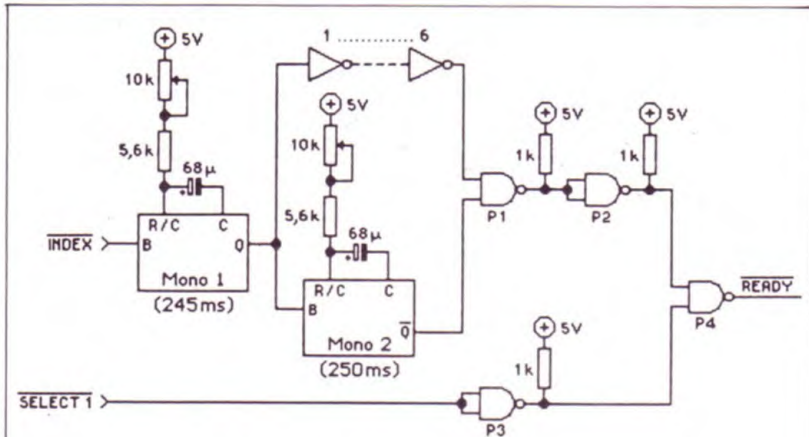 1 .......... 6
5V
10k
5,6k
68μ
+
R/C C
B Q
Mono 1
(245ms)
INDEX
5V
10k
5,6k
68μ
+
R/C C
B Q
Mono 2
(250ms)
5V
1k
P1
5V
1k
P2
READY
P4
5V
1k
P3
SELECT 1